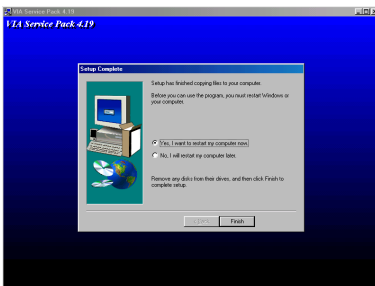 VIA Service Pack 4.19
VIA Service Pack 4.19
Setup Complete
Setup has finished copying files to your computer.
Before you can use the program, you must restart Windows or
your computer.
Yes, I want to restart my computer now.
No, I will restart my computer later.
Remove any disks from their drives, and then click Finish to
complete setup.
Finish